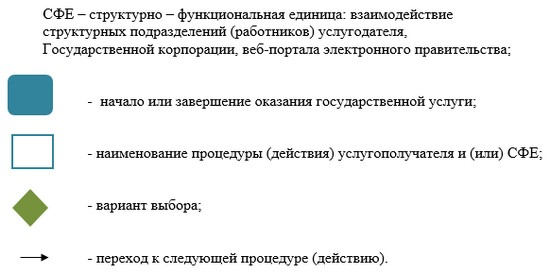 СФЕ – структурно – функциональная единица: взаимодействие
структурных подразделений (работников) услугодателя,
Государственной корпорации, веб-портала электронного правительства;
- начало или завершение оказания государственной услуги;
- наименование процедуры (действия) услугополучателя и (или) СФЕ;
- вариант выбора;
- переход к следующей процедуре (действию).